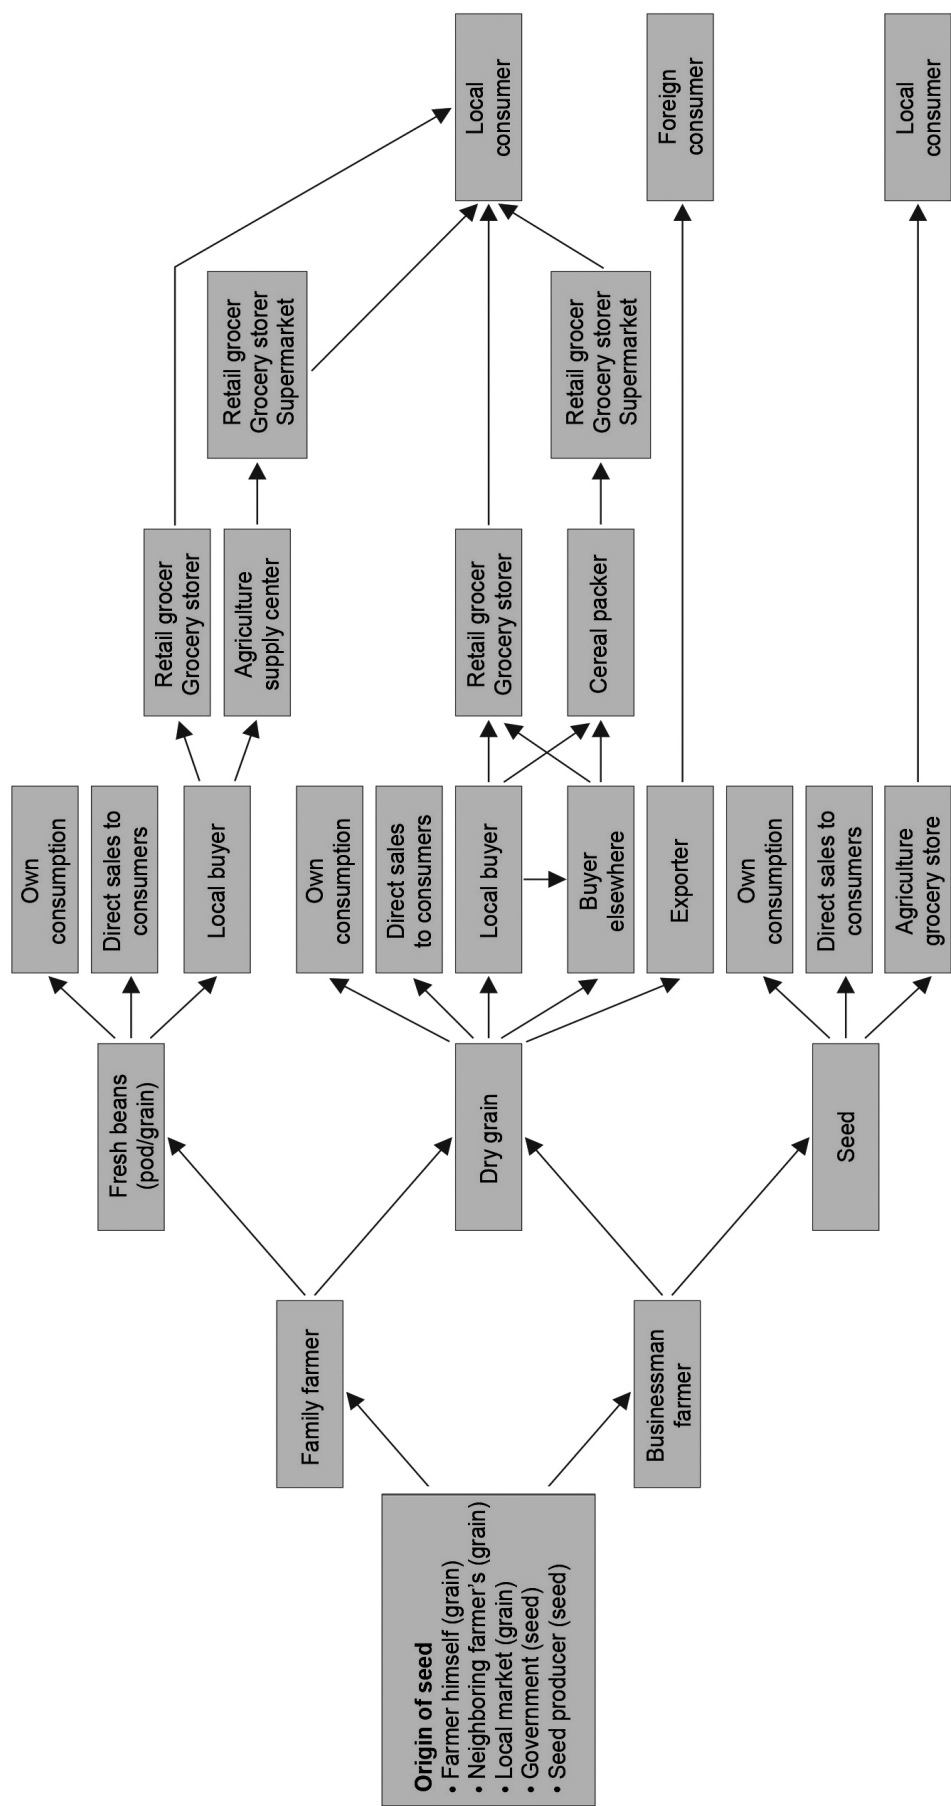 Origin of seed
• Farmer himself (grain)
• Neighboring farmer's (grain)
• Local market (grain)
• Government (seed)
• Seed producer (seed)
Family farmer
Businessman
farmer
Fresh beans
(pod/grain)
Dry grain
Seed
Own
consumption
Direct sales to
consumers
Local buyer
Own
consumption
Direct sales
to consumers
Local buyer
Buyer
elsewhere
Exporter
Own
consumption
Direct sales to
consumers
Agriculture
grocery store
Retail grocer
Grocery storer
Agriculture
supply center
Retail grocer
Grocery storer
Cereal packer
Retail grocer
Grocery storer
Supermarket
Retail grocer
Grocery storer
Supermarket
Local
consumer
Foreign
consumer
Local
consumer